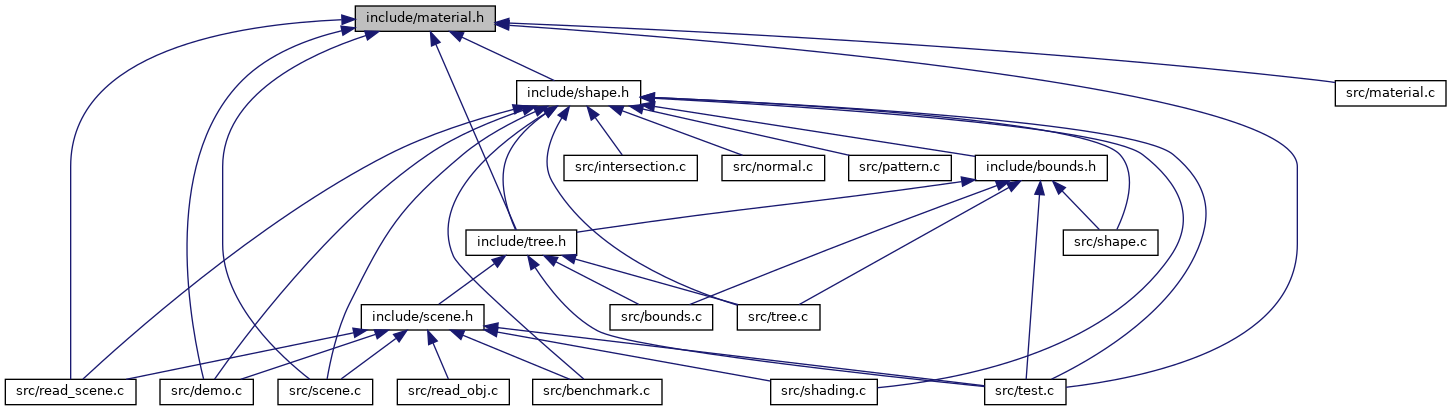 include/material.h
include/shape.h
src/material.c
src/intersection.c
src/normal.c
src/pattern.c
include/bounds.h
include/tree.h
src/shape.c
include/scene.h
src/bounds.c
src/tree.c
src/read_scene.c
src/demo.c
src/scene.c
src/read_obj.c
src/benchmark.c
src/shading.c
src/test.c